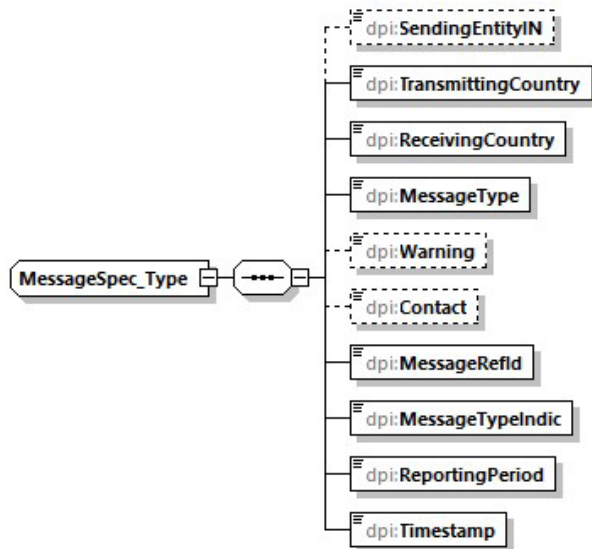 dpi:SendingEntityIN
dpi:TransmittingCountry
dpi:ReceivingCountry
dpi:MessageType
dpi:Warning
MessageSpec_Type
dpi:Contact
dpi:MessageRefId
dpi:MessageTypeIndic
dpi:ReportingPeriod
dpi:Timestamp